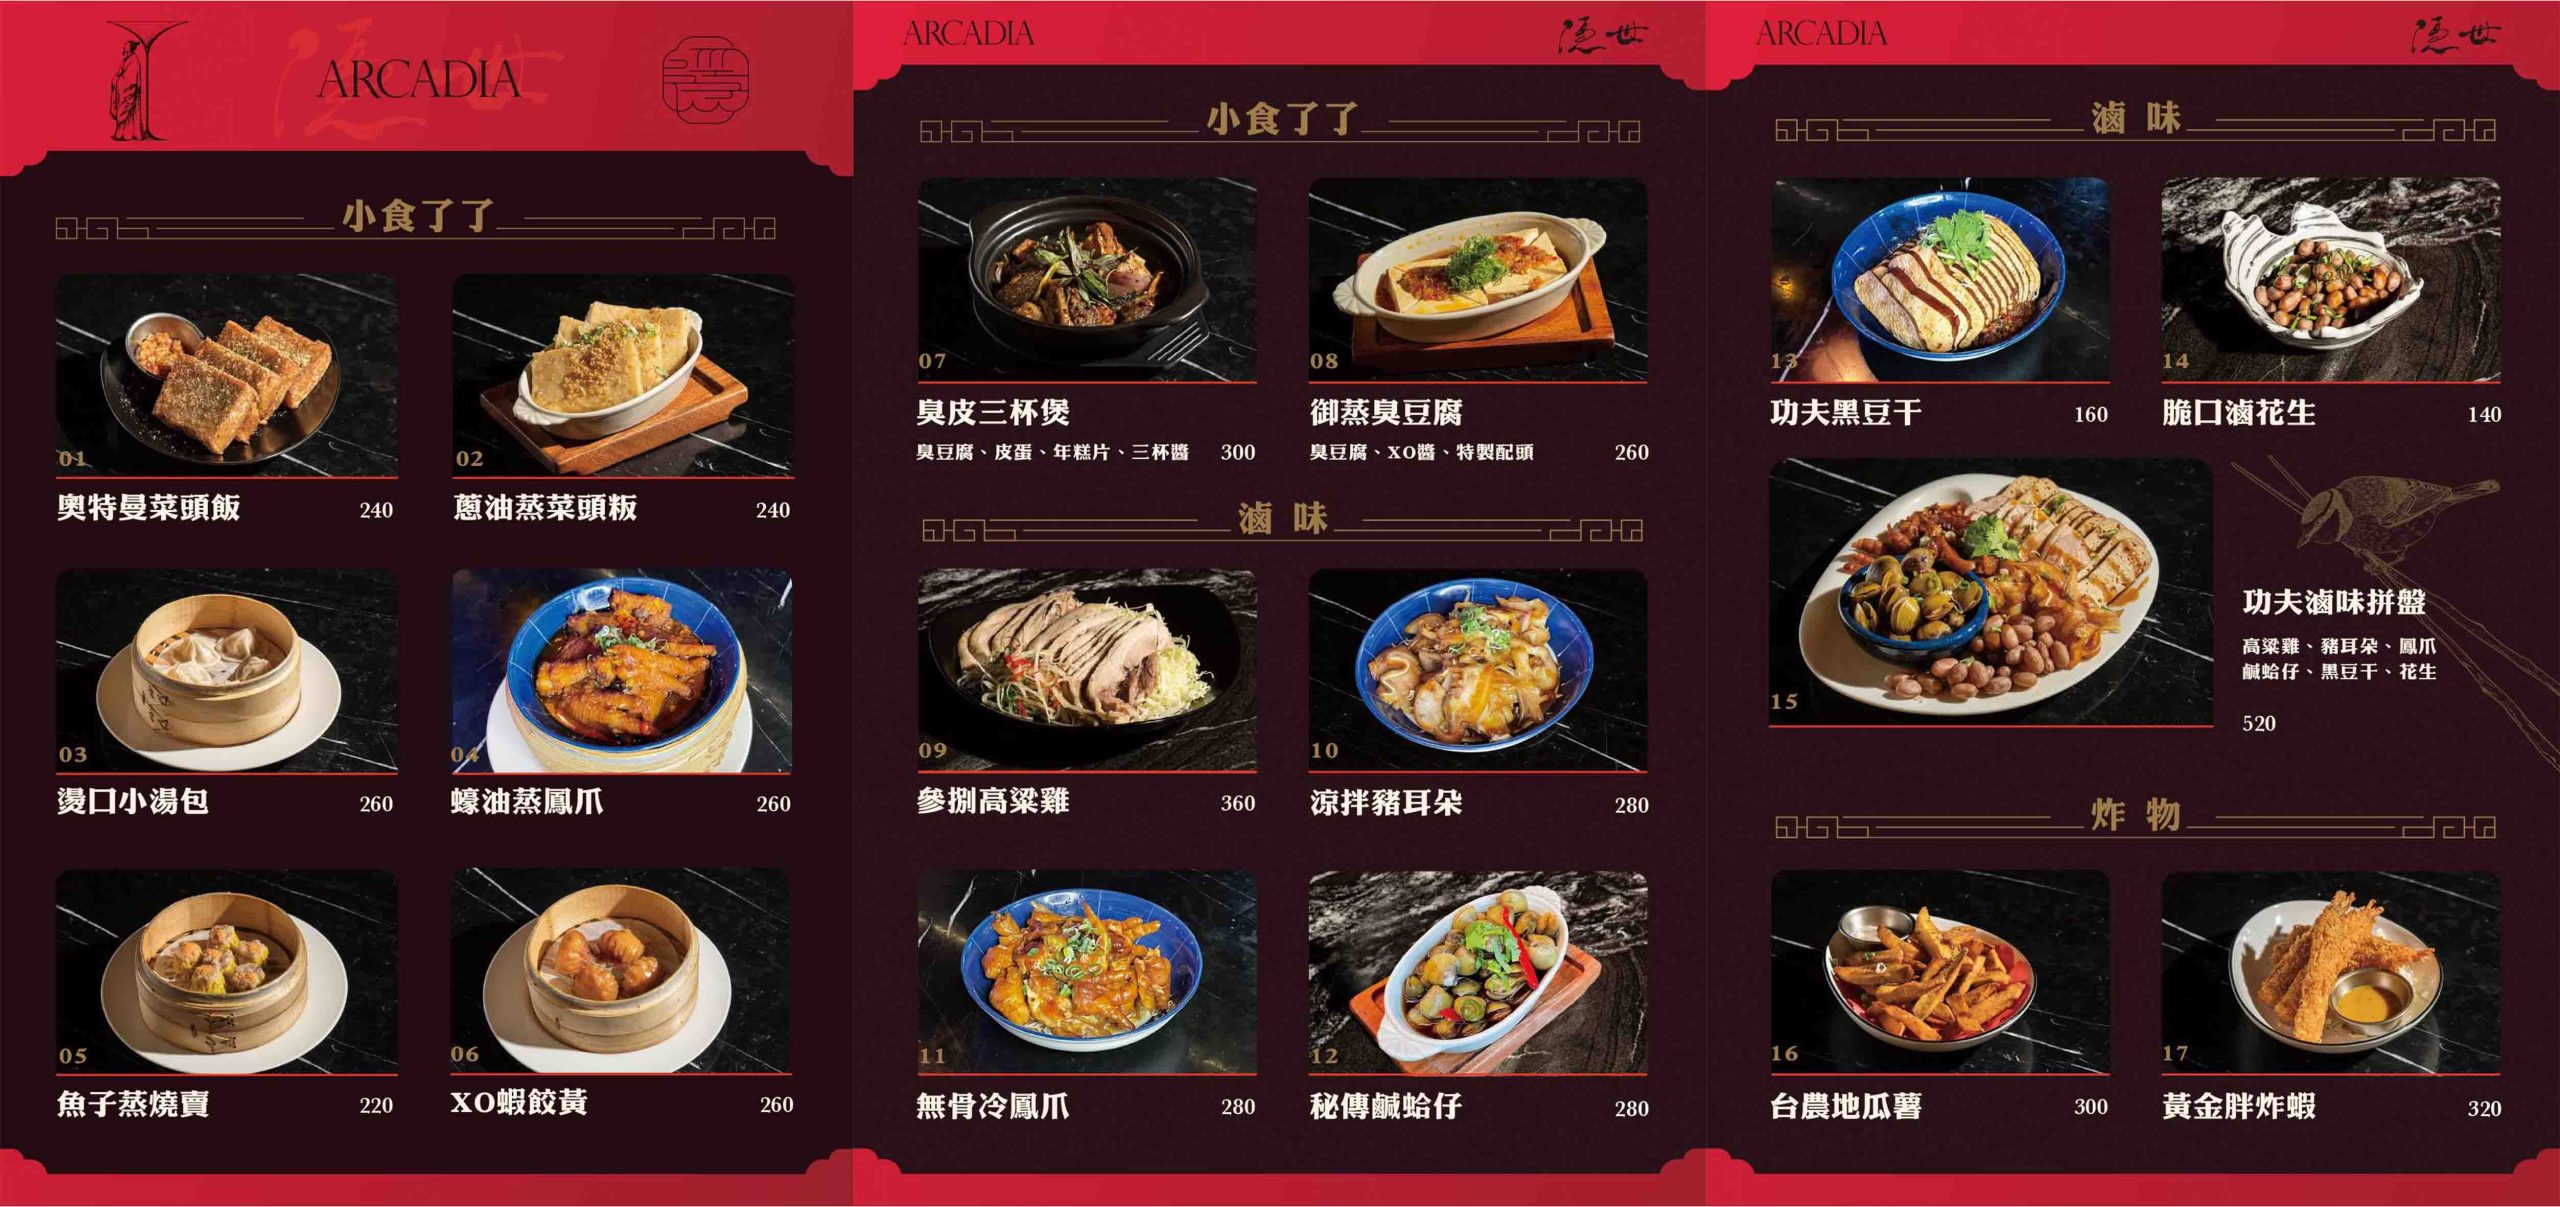 隱世
ARCADIA
小食了了
01
奧特曼菜頭飯 240
02
蔥油蒸菜頭粄 240
03
燙口小湯包 260
04
蠔油蒸鳳爪 260
05
魚子蒸燒賣 220
06
XO蝦餃黃 260
ARCADIA 隱世
小食了了
07
臭皮三杯煲
臭豆腐、皮蛋、年糕片、三杯醬 300
08
御蒸臭豆腐
臭豆腐、XO醬、特製配頭 260
滷味
09
參捌高粱雞 360
10
涼拌豬耳朵 280
11
無骨冷鳳爪 280
12
秘傳鹹蛤仔 280
ARCADIA 隱世
滷味
13
功夫黑豆干 160
14
脆口滷花生 140
15
功夫滷味拼盤
高粱雞、豬耳朵、鳳爪
鹹蛤仔、黑豆干、花生
520
炸物
16
台農地瓜薯 300
17
黃金胖炸蝦 320